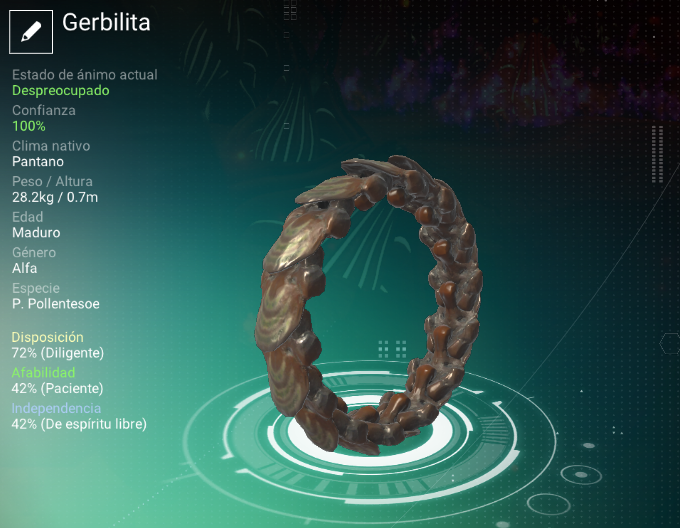 Gerbilita
Estado de ánimo actual
Despreocupado
Confianza
100%
Clima nativo
Pantano
Peso / Altura
28.2kg / 0.7m
Edad
Maduro
Género
Alfa
Especie
P. Pollentesoe
Disposición
72% (Diligente)
Afabilidad
42% (Paciente)
Independencia
42% (De espíritu libre)